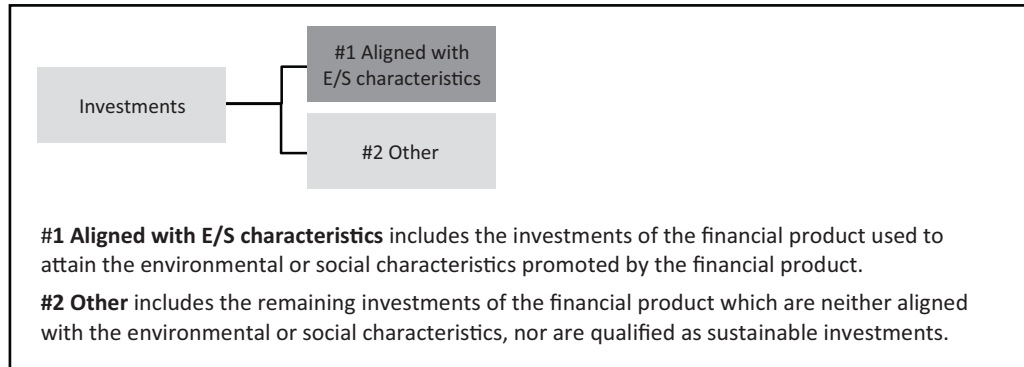 #1 Aligned with
E/S characteristics
Investments
#2 Other
#1 Aligned with E/S characteristics includes the investments of the financial product used to
attain the environmental or social characteristics promoted by the financial product.
#2 Other includes the remaining investments of the financial product which are neither aligned
with the environmental or social characteristics, nor are qualified as sustainable investments.